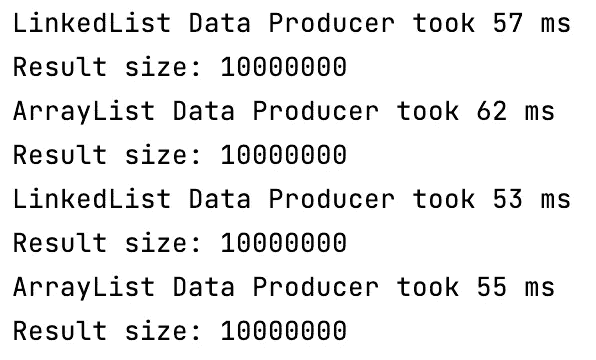 LinkedList Data Producer took 57 ms
Result size: 10000000
ArrayList Data Producer took 62 ms
Result size: 10000000
LinkedList Data Producer took 53 ms
Result size: 10000000
ArrayList Data Producer took 55 ms
Result size: 10000000